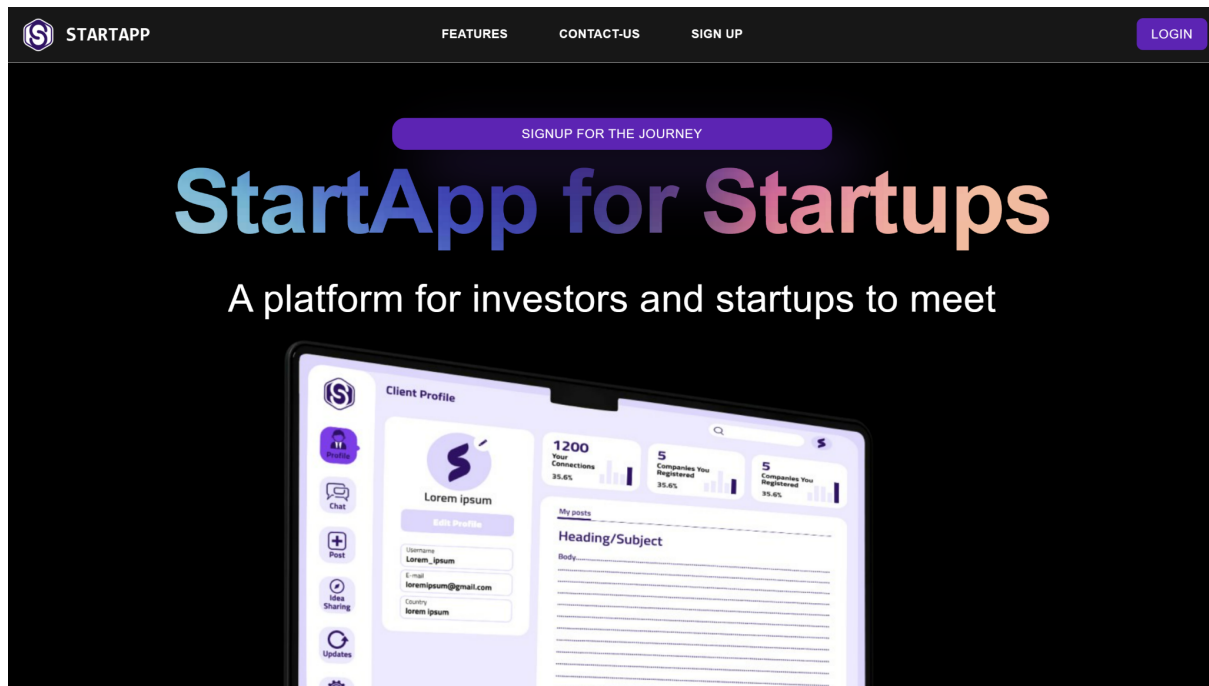 STARTAPP
FEATURES CONTACT-US SIGN UP
LOGIN
SIGNUP FOR THE JOURNEY
StartApp for Startups
A platform for investors and startups to meet
Client Profile
Profile
Chat
Post
Idea
Sharing
Updates
Lorem ipsum
Edit Profile
Username
Lorem_ipsum
E-mail
loremipsum@gmail.com
Country
lorem ipsum
1200
Your
Connections
35.6%
5
Companies You
Registered
35.6%
5
Companies You
Registered
35.6%
My posts
Heading/Subject
Body